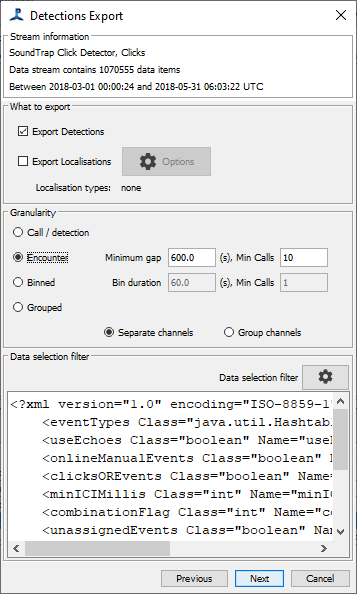 Detections Export
Stream information
SoundTrap Click Detector, Clicks
Data stream contains 1070555 data items
Between 2018-03-01 00:00:24 and 2018-05-31 06:03:22 UTC
What to export
Export Detections
Export Localisations Options
Localisation types: none
Granularity
Call / detection
Encounter Minimum gap 600.0 (s), Min Calls 10
Binned Bin duration 60.0 (s), Min Calls 1
Grouped
Separate channels Group channels
Data selection filter
Data selection filter
<?xml version="1.0" encoding="ISO-8859-1"
<eventTypes Class="java.util.Hashtabl
<useEchoes Class="boolean" Name="useE
<onlineManualEvents Class="boolean" N
<clicksOREvents Class="boolean" Name=
<minICIMillis Class="int" Name="minIC
<combinationFlag Class="int" Name="co
<unassignedEvents Class="boolean" Nam
Previous Next Cancel